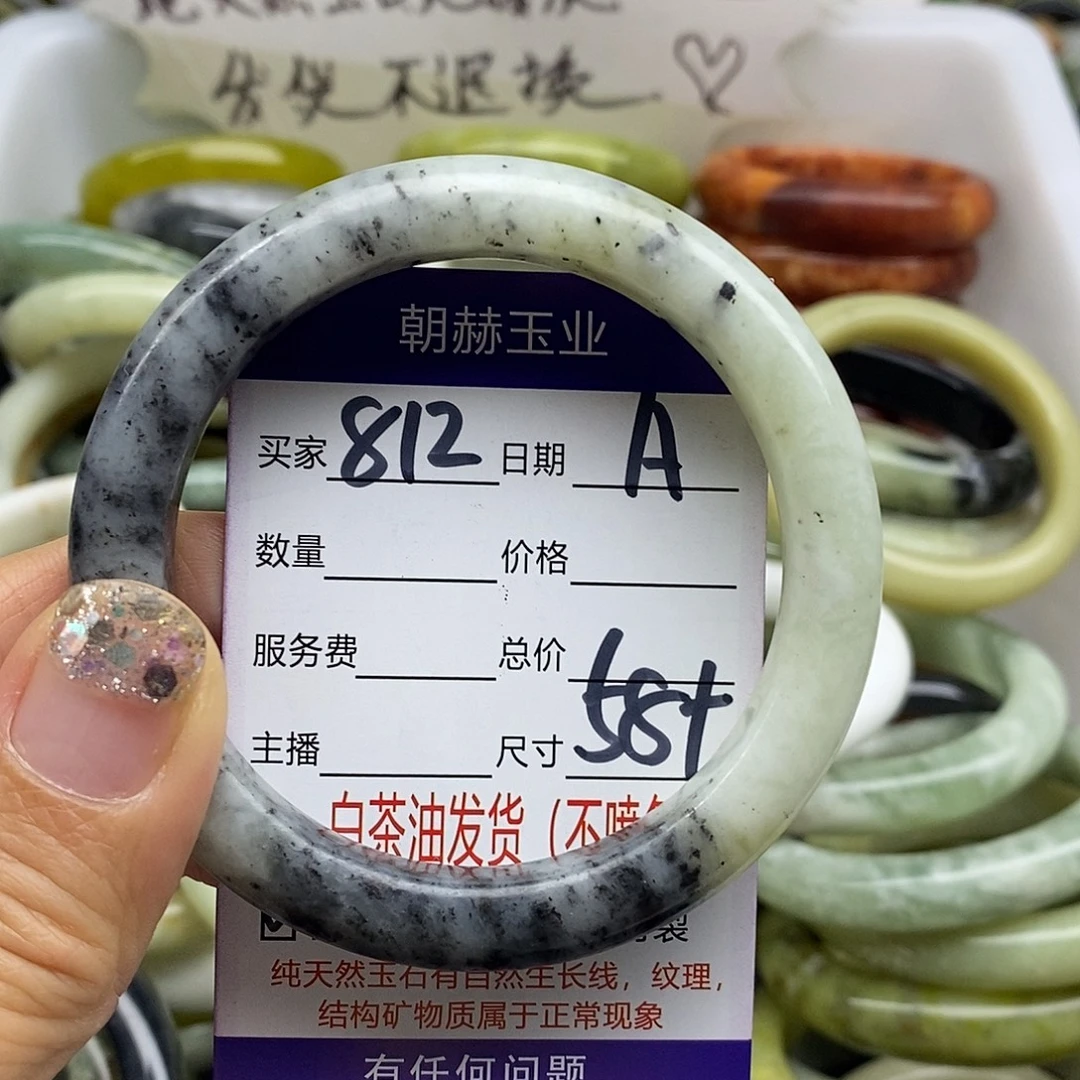 售出不退换
朝赫玉业
买家 812 日期 A
数量 价格
服务费 总价
主播 尺寸 58+
白茶油发货（不喷
纯天然玉石有自然生长线，纹理，
结构矿物质属于正常现象
有任何问题